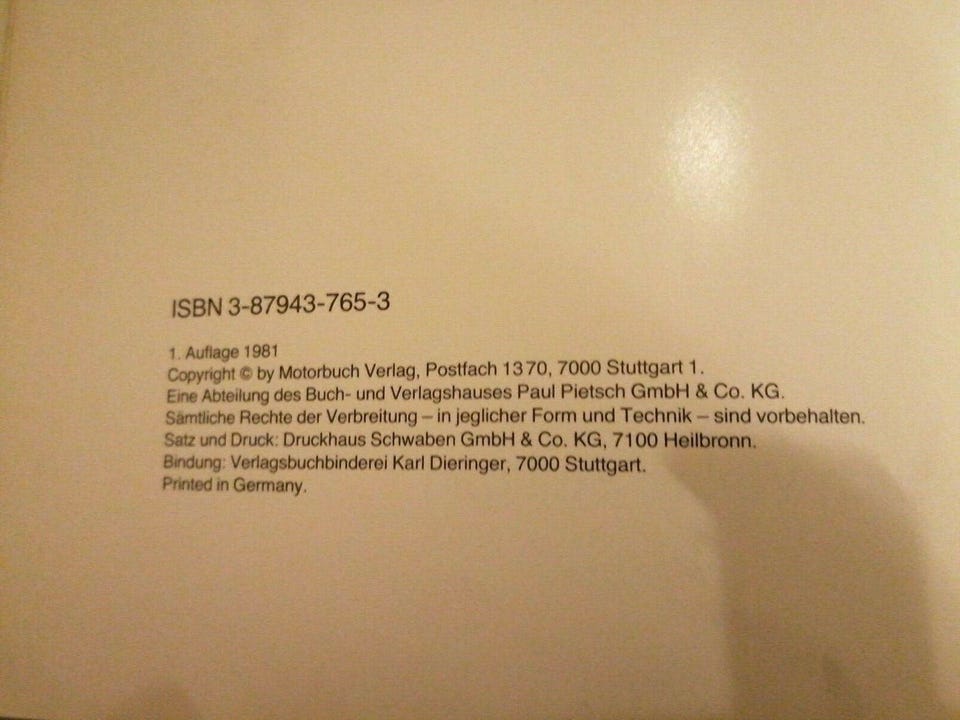 ISBN 3-87943-765-3
1. Auflage 1981
Copyright © by Motorbuch Verlag, Postfach 13 70, 7000 Stuttgart 1.
Eine Abteilung des Buch- und Verlagshauses Paul Pietsch GmbH & Co. KG.
Sämtliche Rechte der Verbreitung – in jeglicher Form und Technik – sind vorbehalten.
Satz und Druck: Druckhaus Schwaben GmbH & Co. KG, 7100 Heilbronn.
Bindung: Verlagsbuchbinderei Karl Dieringer, 7000 Stuttgart.
Printed in Germany.